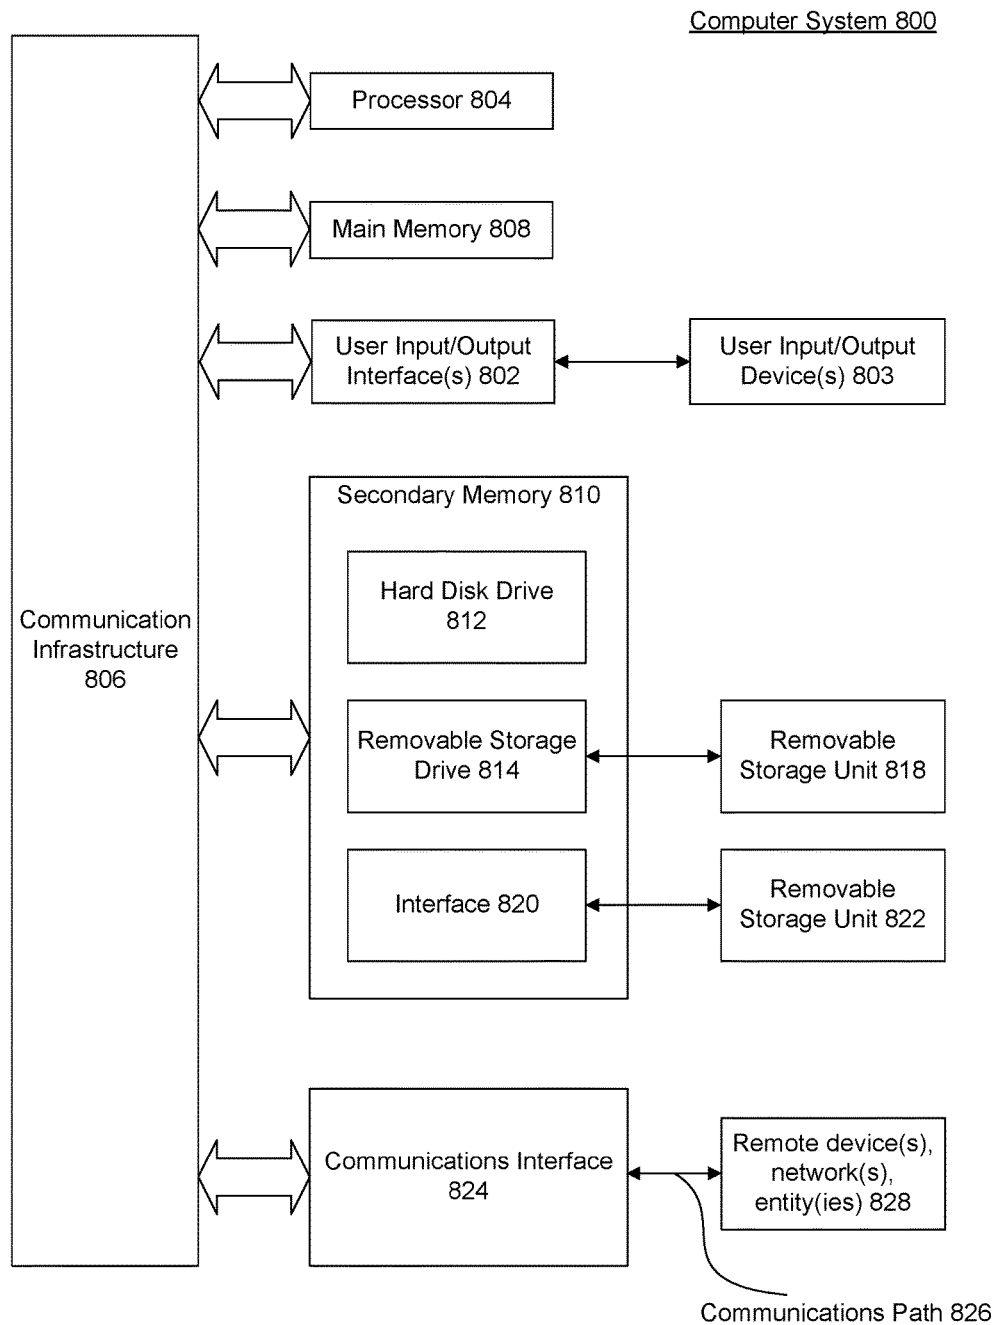 Computer System 800
Processor 804
Main Memory 808
User Input/Output
Interface(s) 802
User Input/Output
Device(s) 803
Secondary Memory 810
Hard Disk Drive
812
Communication
Infrastructure
806
Removable Storage
Drive 814
Removable
Storage Unit 818
Interface 820
Removable
Storage Unit 822
Communications Interface
824
Remote device(s),
network(s),
entity(ies) 828
Communications Path 826